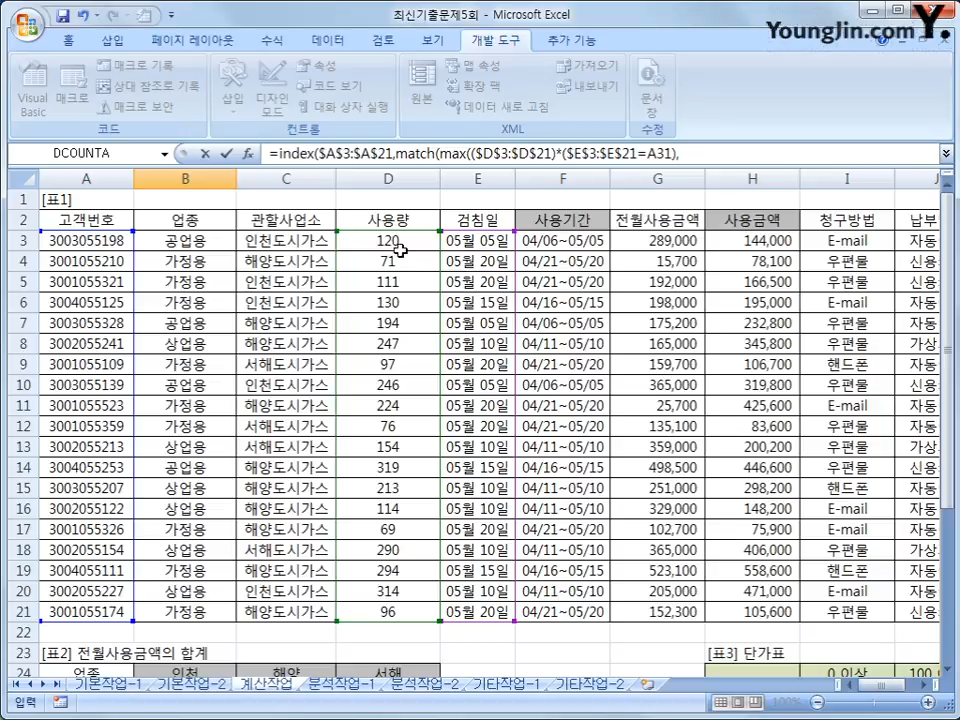 최신기출문제5회 - Microsoft Excel
YoungJin.com Y.
홈 삽입 페이지 레이아웃 수식 데이터 검토 보기 개발 도구 추가 기능
Visual Basic 매크로 매크로 기록 상대 참조로 기록 매크로 보안 코드
삽입 디자인 모드 속성 코드 보기 대화 상자 실행 컨트롤
원본 맵 속성 확장 팩 데이터 새로 고침 가져오기 내보내기 XML
문서 창 수정
DCOUNTA =index($A$3:$A$21,match(max(($D$3:$D$21)*($E$3:$E$21=A31),
A B C D E F G H I J
1 [표1]
2 고객번호 업종 관할사업소 사용량 검침일 사용기간 전월사용금액 사용금액 청구방법 납부
3 3003055198 공업용 인천도시가스 120 05월 05일 04/06~05/05 289,000 144,000 E-mail 자동
4 3001055210 가정용 해양도시가스 71 05월 20일 04/21~05/20 15,700 78,100 우편물 신용
5 3001055321 가정용 인천도시가스 111 05월 20일 04/21~05/20 192,000 166,500 우편물 자동
6 3004055125 가정용 인천도시가스 130 05월 15일 04/16~05/15 198,000 195,000 E-mail 자동
7 3003055328 공업용 해양도시가스 194 05월 05일 04/06~05/05 175,200 232,800 우편물 자동
8 3002055241 상업용 해양도시가스 247 05월 10일 04/11~05/10 165,000 345,800 우편물 가상
9 3001055109 가정용 서해도시가스 97 05월 20일 04/21~05/20 159,700 106,700 핸드폰 자동
10 3003055139 공업용 인천도시가스 246 05월 05일 04/06~05/05 365,000 319,800 우편물 자동
11 3001055523 가정용 해양도시가스 224 05월 20일 04/21~05/20 25,700 425,600 E-mail 자동
12 3001055359 가정용 서해도시가스 76 05월 20일 04/21~05/20 135,100 83,600 우편물 자동
13 3002055213 상업용 서해도시가스 154 05월 10일 04/11~05/10 359,000 200,200 우편물 가상
14 3004055253 공업용 해양도시가스 319 05월 15일 04/16~05/15 498,500 446,600 우편물 신용
15 3003055207 상업용 인천도시가스 213 05월 10일 04/11~05/10 251,000 298,200 핸드폰 자동
16 3002055122 상업용 해양도시가스 114 05월 10일 04/11~05/10 329,000 148,200 E-mail 자동
17 3001055326 가정용 서해도시가스 69 05월 20일 04/21~05/20 102,700 75,900 핸드폰 신용
18 3002055154 상업용 서해도시가스 290 05월 10일 04/11~05/10 365,000 406,000 우편물 자동
19 3004055111 가정용 해양도시가스 294 05월 15일 04/16~05/15 523,100 558,600 핸드폰 자동
20 3002055227 상업용 인천도시가스 314 05월 10일 04/11~05/10 205,000 471,000 E-mail 자동
21 3001055174 가정용 해양도시가스 96 05월 20일 04/21~05/20 152,300 105,600 우편물 신용
22
23 [표2] 전월사용금액의 합계 [표3] 단가표
24 업종 인천 해양 서해 0 이상 100
기본작업-1 기본작업-2 계산작업 분석작업-1 분석작업-2 기타작업-1 기타작업-2
입력 100%